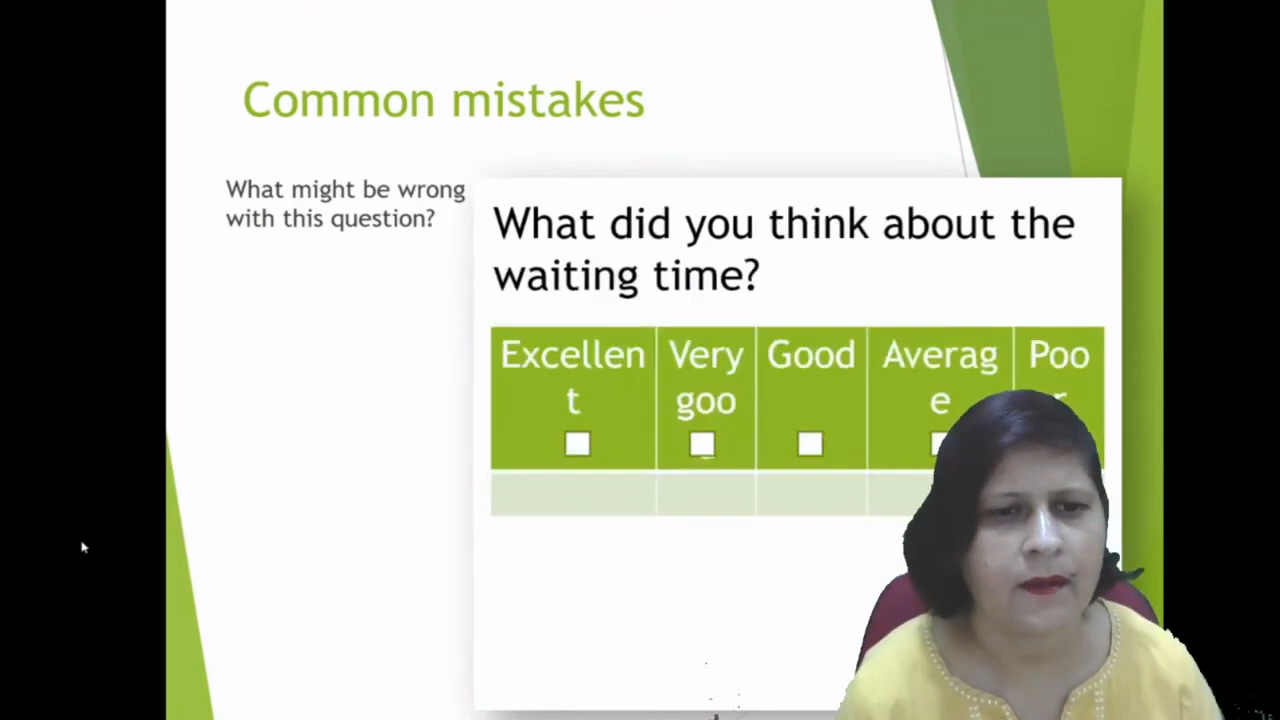 Common mistakes
What might be wrong
with this question?
What did you think about the
waiting time?
Excellen Very Good Averag Poo
t goo e r